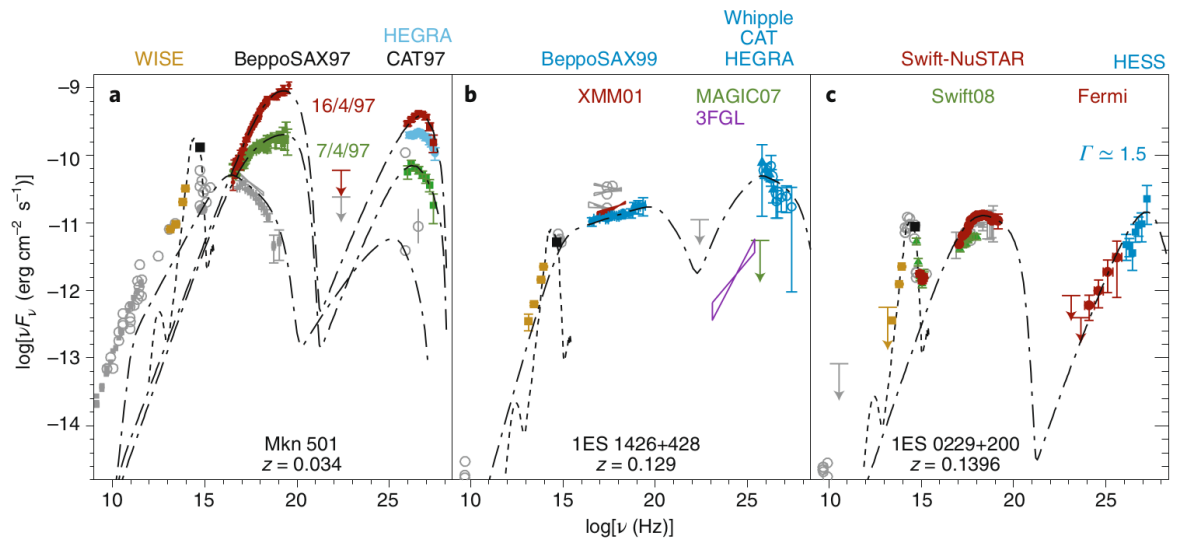 WISE
BeppoSAX97
HEGRA
CAT97
BeppoSAX99
Whipple
CAT
HEGRA
Swift-NuSTAR
HESS
a
16/4/97
7/4/97
b
XMM01
MAGIC07
3FGL
c
Swift08
Fermi
Γ ≃ 1.5
−9
−10
−11
−12
−13
−14
log[νFν (erg cm−2 s−1)]
Mkn 501
z = 0.034
1ES 1426+428
z = 0.129
1ES 0229+200
z = 0.1396
10 15 20 25 10 15 20 25 10 15 20 25
log[ν (Hz)]